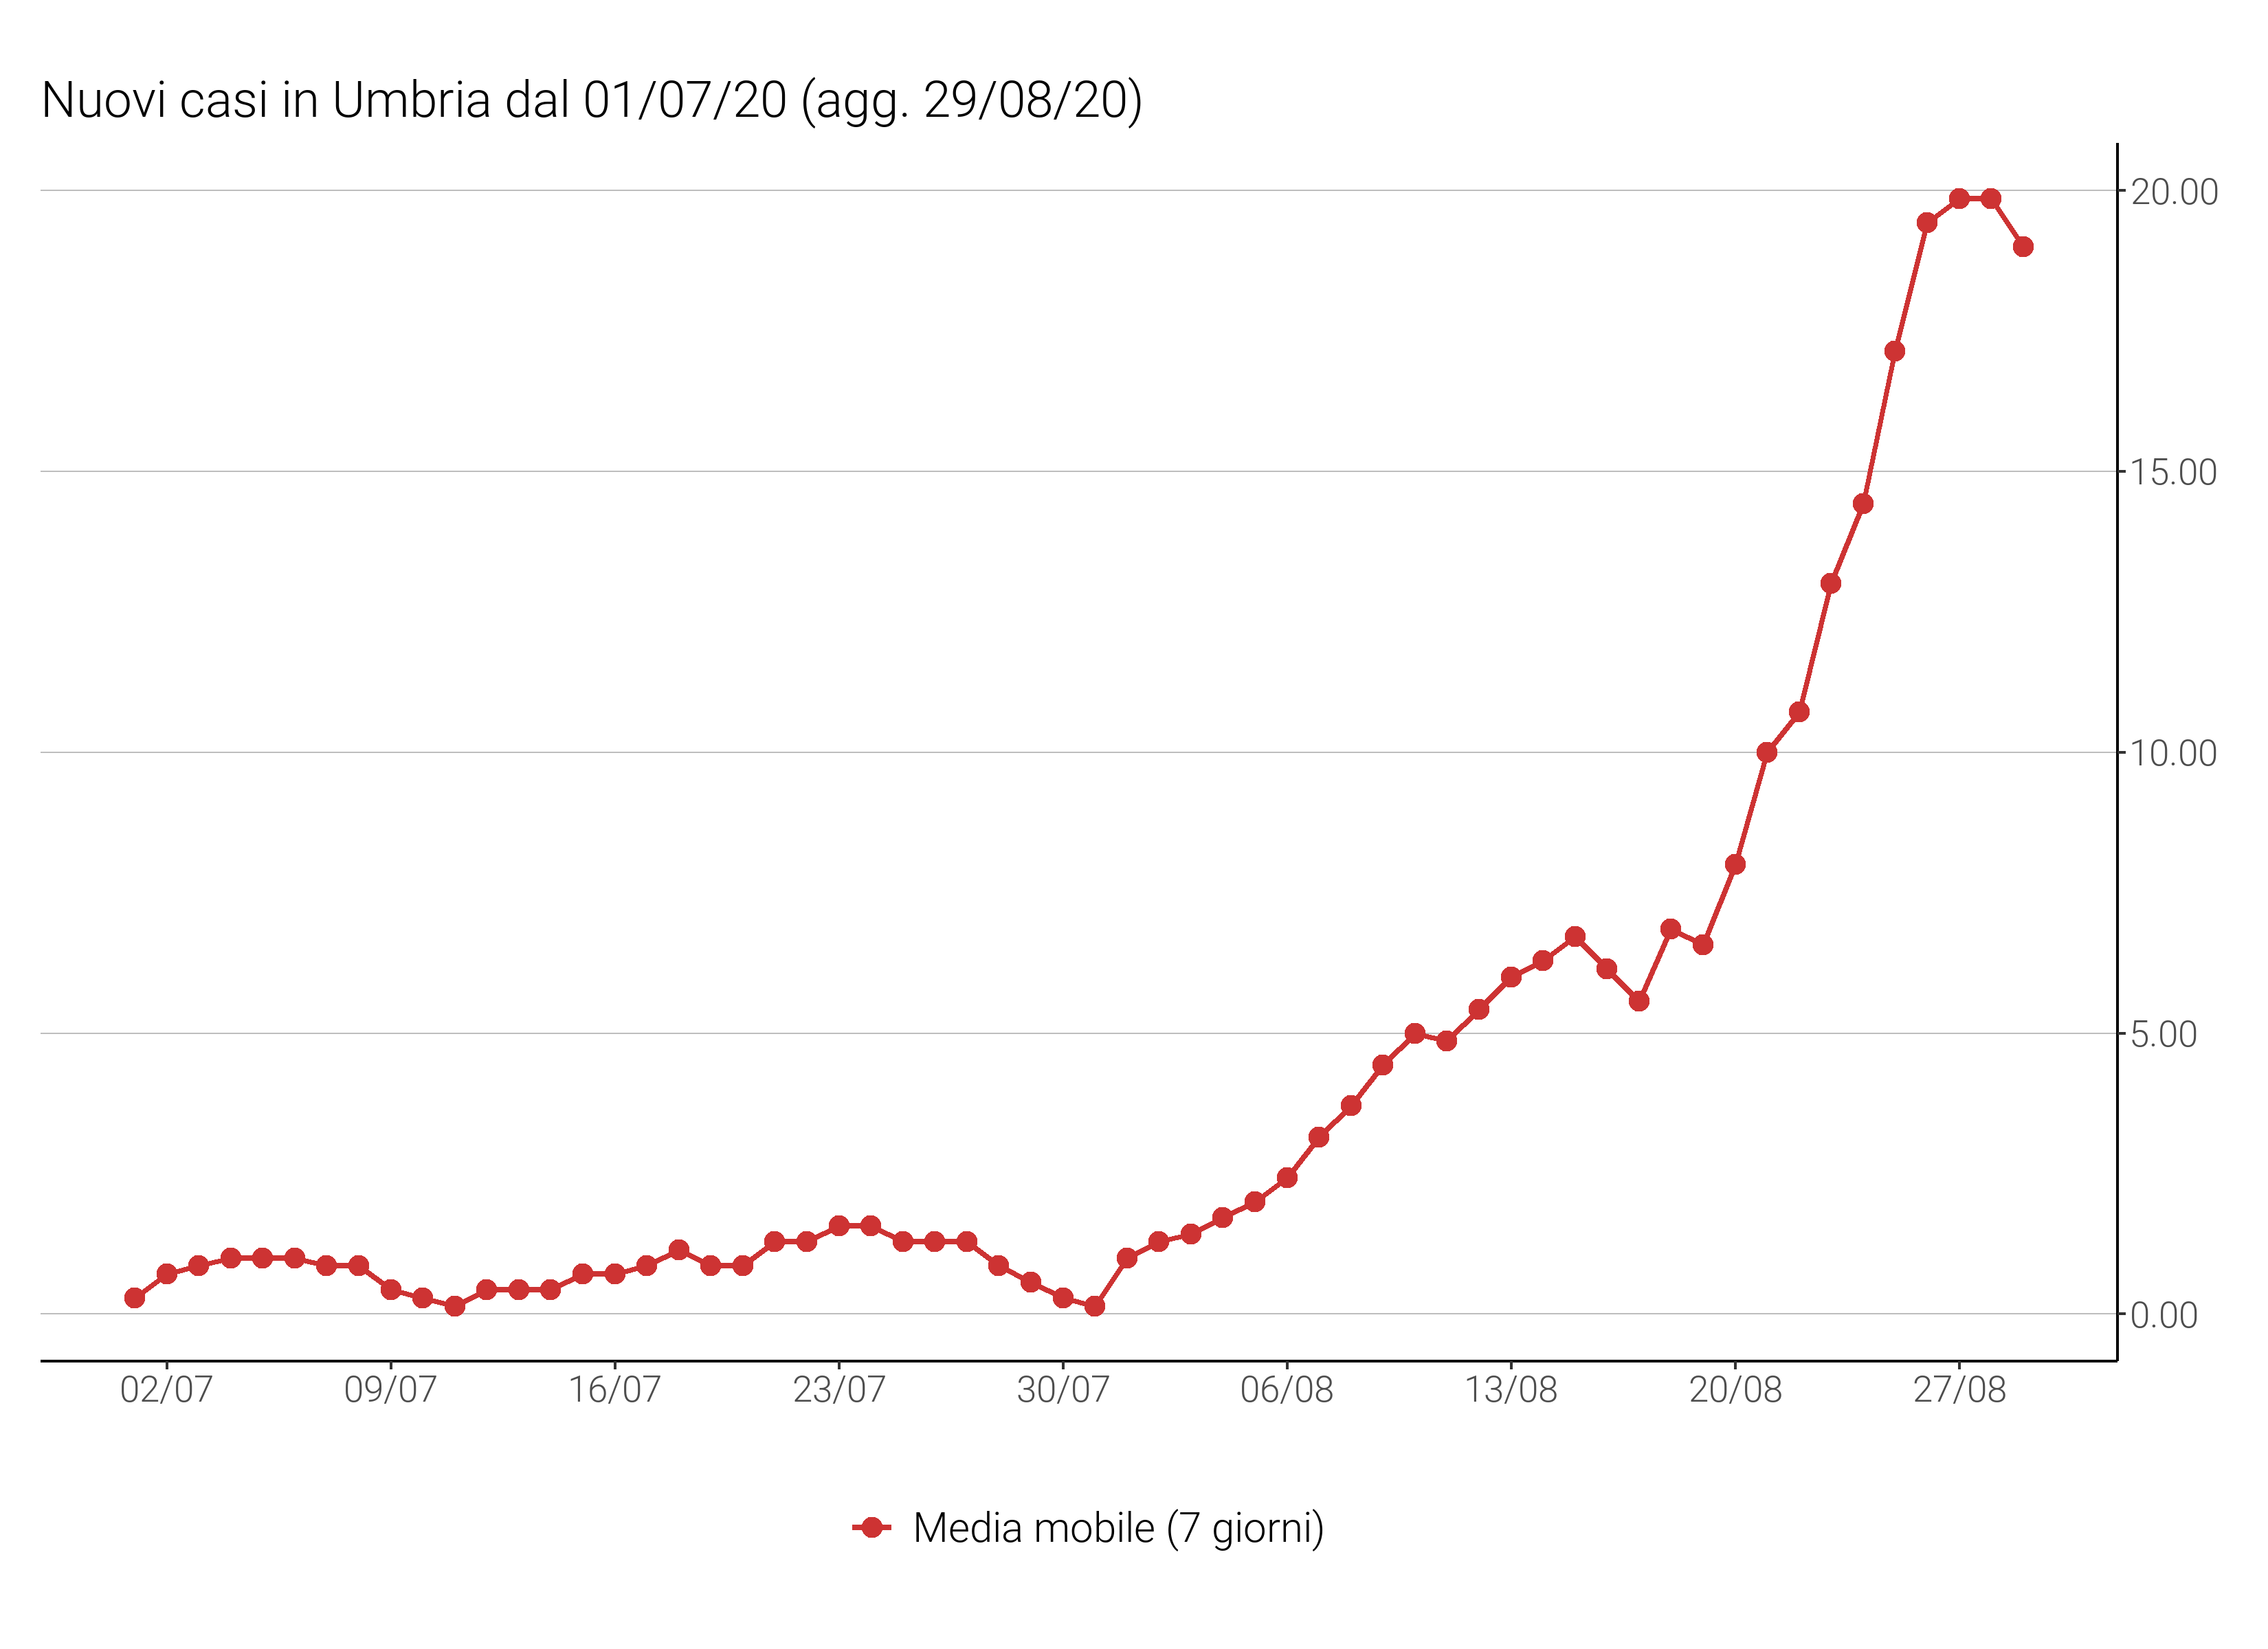 Nuovi casi in Umbria dal 01/07/20 (agg. 29/08/20)
20.00
15.00
10.00
5.00
0.00
02/07 09/07 16/07 23/07 30/07 06/08 13/08 20/08 27/08
Media mobile (7 giorni)